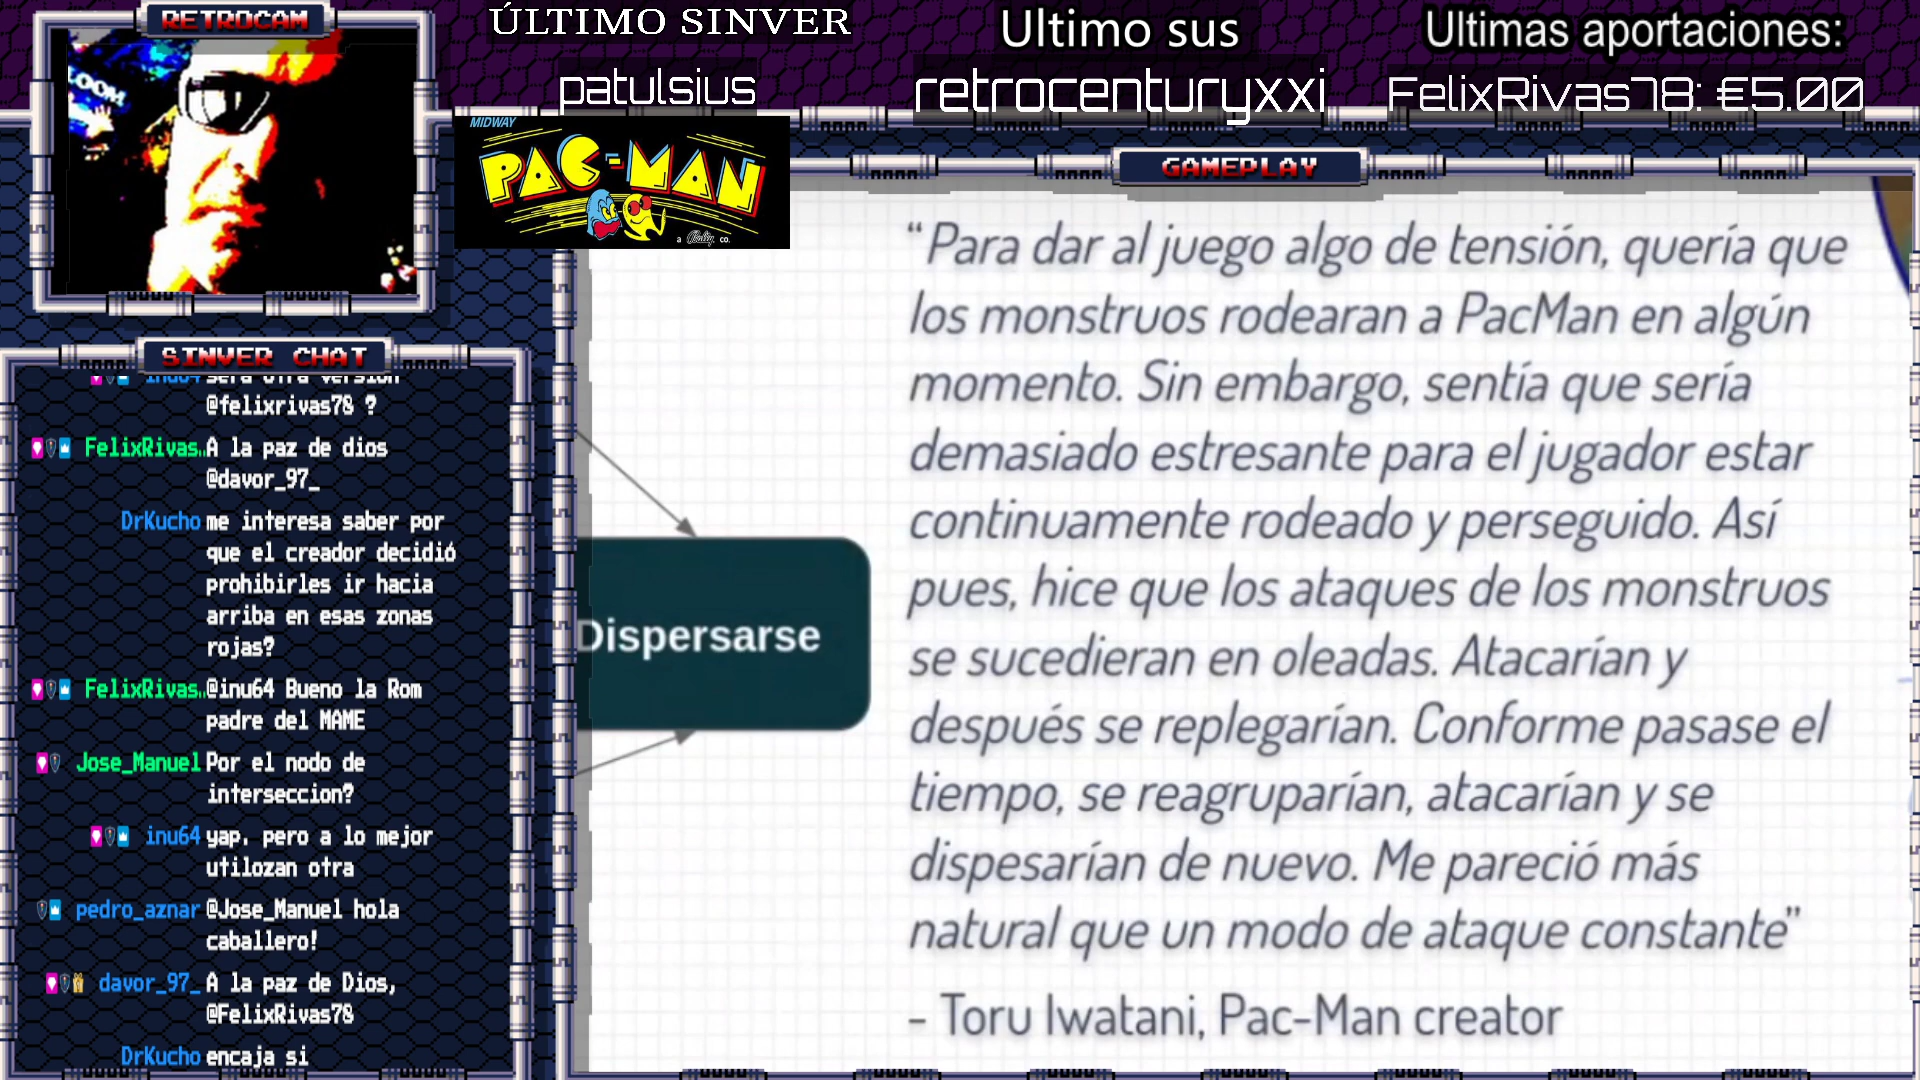 RETROCAM
ÚLTIMO SINVER
patulsius
Ultimo sus
retrocenturyxxi
Ultimas aportaciones:
FelixRivas78: €5.00
MIDWAY
PAC-MAN
a Bally co.
GAMEPLAY
SINVER CHAT
inu64 sera otra version
@felixrivas78 ?
FelixRivas..A la paz de dios
@davor_97_
DrKucho me interesa saber por
que el creador decidió
prohibirles ir hacia
arriba en esas zonas
rojas?
FelixRivas..@inu64 Bueno la Rom
padre del MAME
Jose_Manuel Por el nodo de
interseccion?
inu64 yap. pero a lo mejor
utilozan otra
pedro_aznar @Jose_Manuel hola
caballero!
davor_97_ A la paz de Dios,
@FelixRivas78
DrKucho encaja si
Dispersarse
“Para dar al juego algo de tensión, quería que
los monstruos rodearan a PacMan en algún
momento. Sin embargo, sentía que sería
demasiado estresante para el jugador estar
continuamente rodeado y perseguido. Así
pues, hice que los ataques de los monstruos
se sucedieran en oleadas. Atacarían y
después se replegarían. Conforme pasase el
tiempo, se reagruparían, atacarían y se
dispesarían de nuevo. Me pareció más
natural que un modo de ataque constante”
- Toru Iwatani, Pac-Man creator